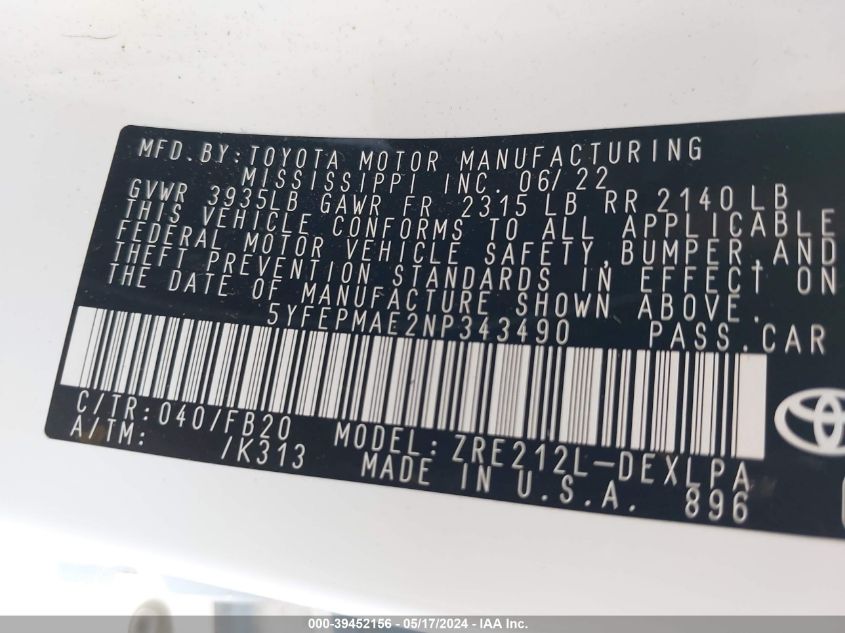 MFD.BY:TOYOTA MOTOR MANUFACTURING
MISSISSIPPI INC. 06/22
GVWR 3935LB GAWR FR 2315 LB RR 2140LB
THIS VEHICLE CONFORMS TO ALL APPLICABLE
FEDERAL MOTOR VEHICLE SAFETY,BUMPER,AND
THEFT PREVENTION STANDARDS IN EFFECT ON
THE DATE OF MANUFACTURE SHOWN ABOVE.
5YFEPMAE2NP343490 PASS.CAR
C/TR:040/FB20 MODEL:ZRE212L-DEXLPA
A/TM: /K313 MADE IN U.S.A. 896
000-39452156 - 05/17/2024 - IAA Inc.